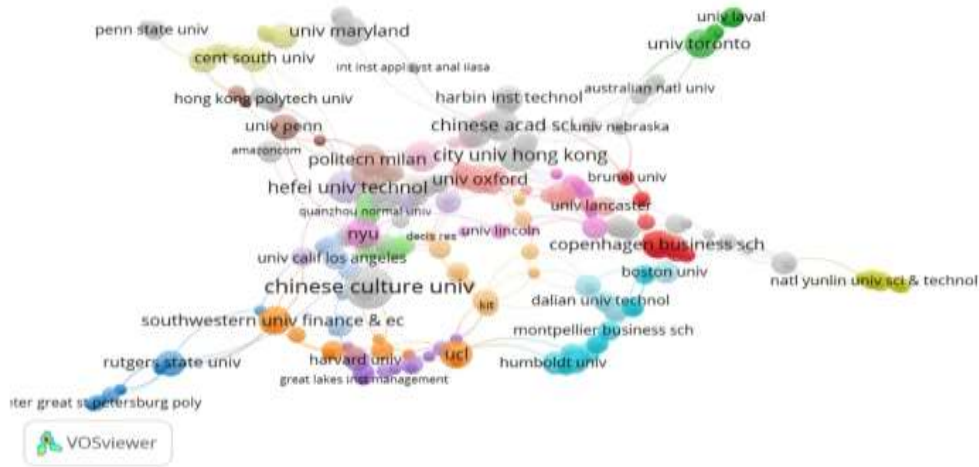 univ laval
penn state univ
univ maryland
univ toronto
cent south univ
int inst appl syst anal iiasa
australian natl univ
hong kong polytech univ
harbin inst technol
univ penn
chinese acad sci
univ nebraska
amazoncom
politecn milan
city univ hong kong
brunel univ
hefei univ technol
univ oxford
quanzhou normal univ
univ lancaster
nyu
decis res
univ lincoln
copenhagen business sch
univ calif los angeles
boston univ
natl yunlin univ sci & technol
chinese culture univ
kit
dalian univ technol
southwestern univ finance & ec
montpellier business sch
rutgers state univ
harvard univ
ucl
humboldt univ
great lakes inst management
ter great st petersburg poly
VOSviewer